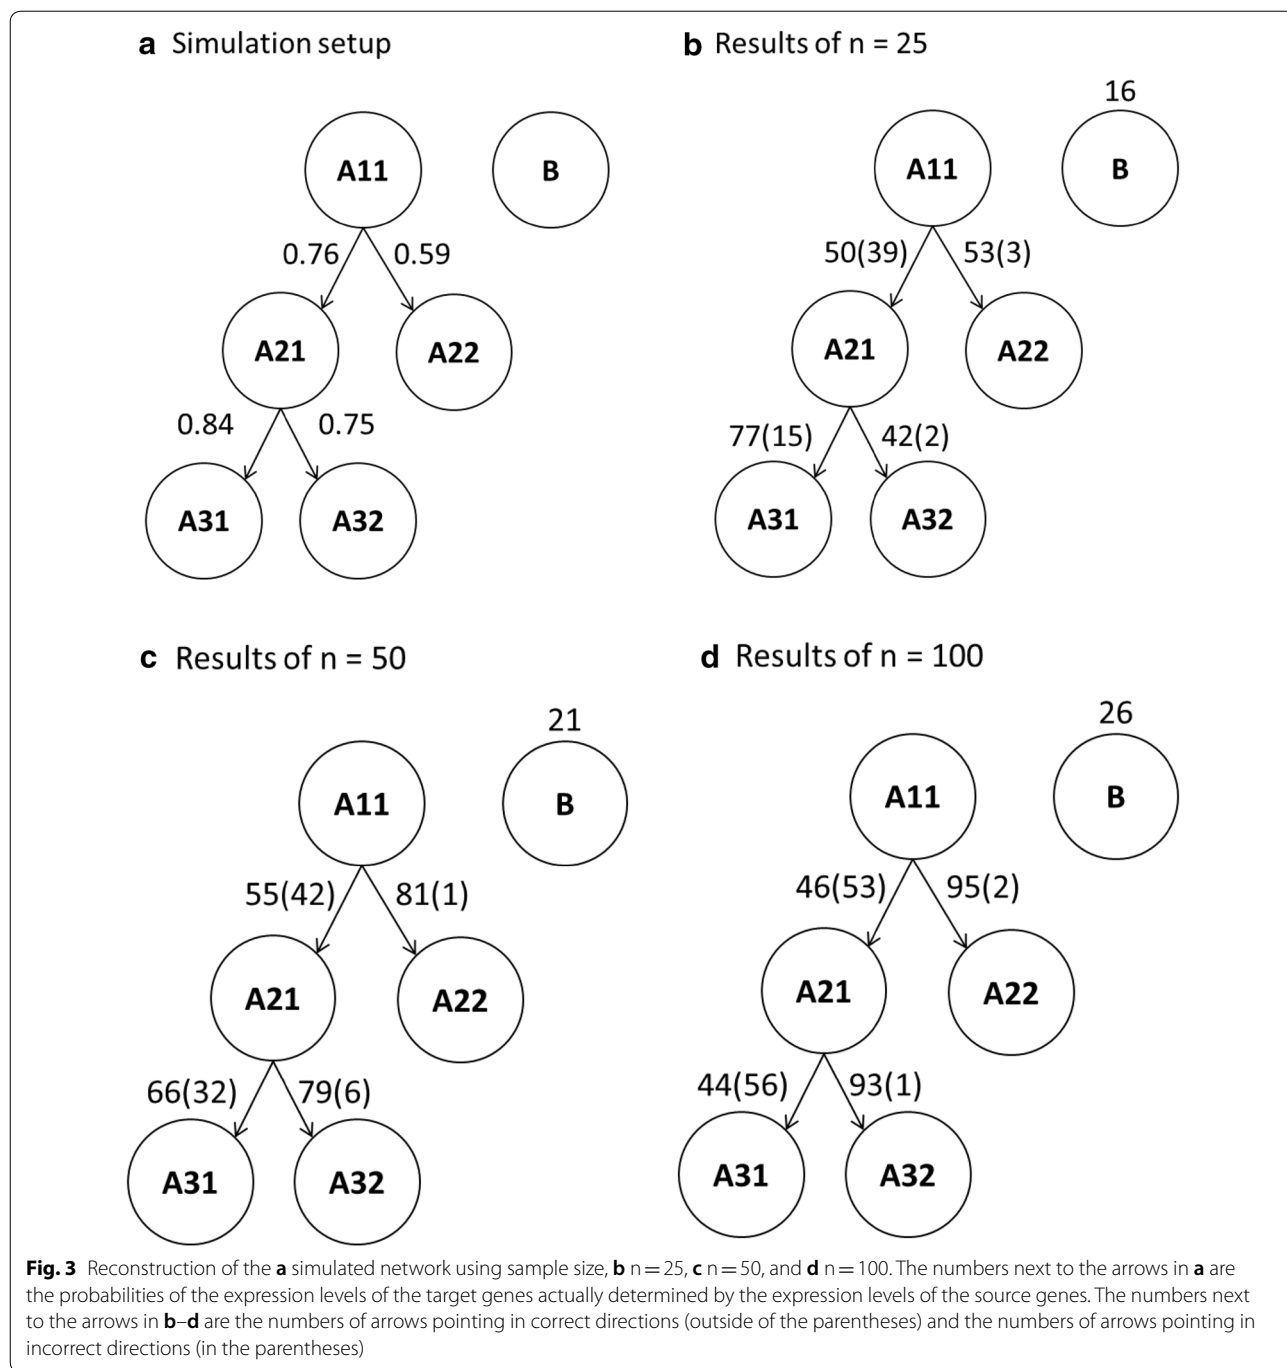 a Simulation setup
A11
B
0.76
0.59
A21
A22
0.84
0.75
A31
A32
b Results of n = 25
16
A11
B
50(39)
53(3)
A21
A22
77(15)
42(2)
A31
A32
c Results of n = 50
21
A11
B
55(42)
81(1)
A21
A22
66(32)
79(6)
A31
A32
d Results of n = 100
26
A11
B
46(53)
95(2)
A21
A22
44(56)
93(1)
A31
A32
Fig. 3 Reconstruction of the a simulated network using sample size, b n = 25, c n = 50, and d n = 100. The numbers next to the arrows in a are
the probabilities of the expression levels of the target genes actually determined by the expression levels of the source genes. The numbers next
to the arrows in b–d are the numbers of arrows pointing in correct directions (outside of the parentheses) and the numbers of arrows pointing in
incorrect directions (in the parentheses)